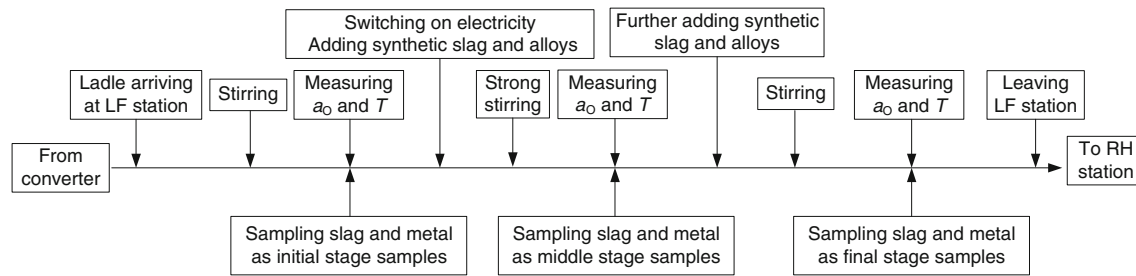 Switching on electricity
Adding synthetic slag and alloys
Further adding synthetic
slag and alloys
Ladle arriving
at LF station
Stirring
Measuring
aO and T
Strong
stirring
Measuring
aO and T
Stirring
Measuring
aO and T
Leaving
LF station
From
converter
To RH
station
Sampling slag and metal
as initial stage samples
Sampling slag and metal
as middle stage samples
Sampling slag and metal
as final stage samples